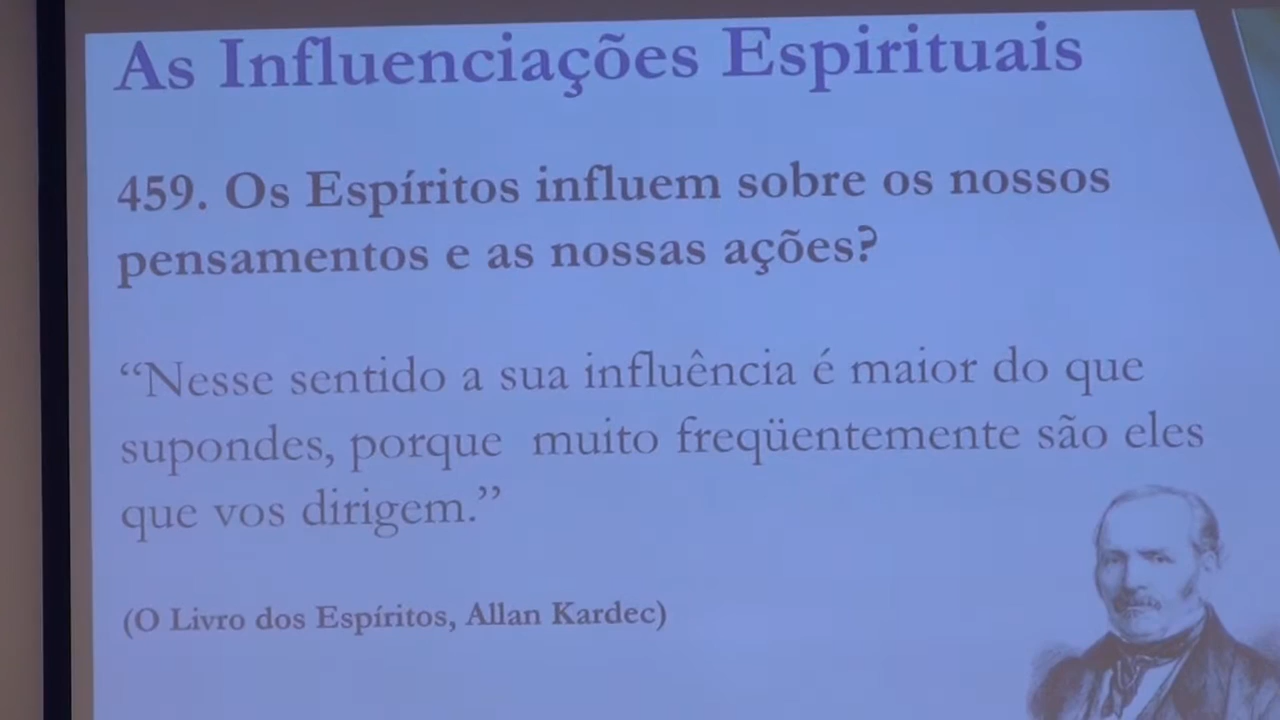 As Influenciações Espirituais
459. Os Espíritos influem sobre os nossos
pensamentos e as nossas ações?
“Nesse sentido a sua influência é maior do que
supondes, porque muito freqüentemente são eles
que vos dirigem.”
(O Livro dos Espíritos, Allan Kardec)